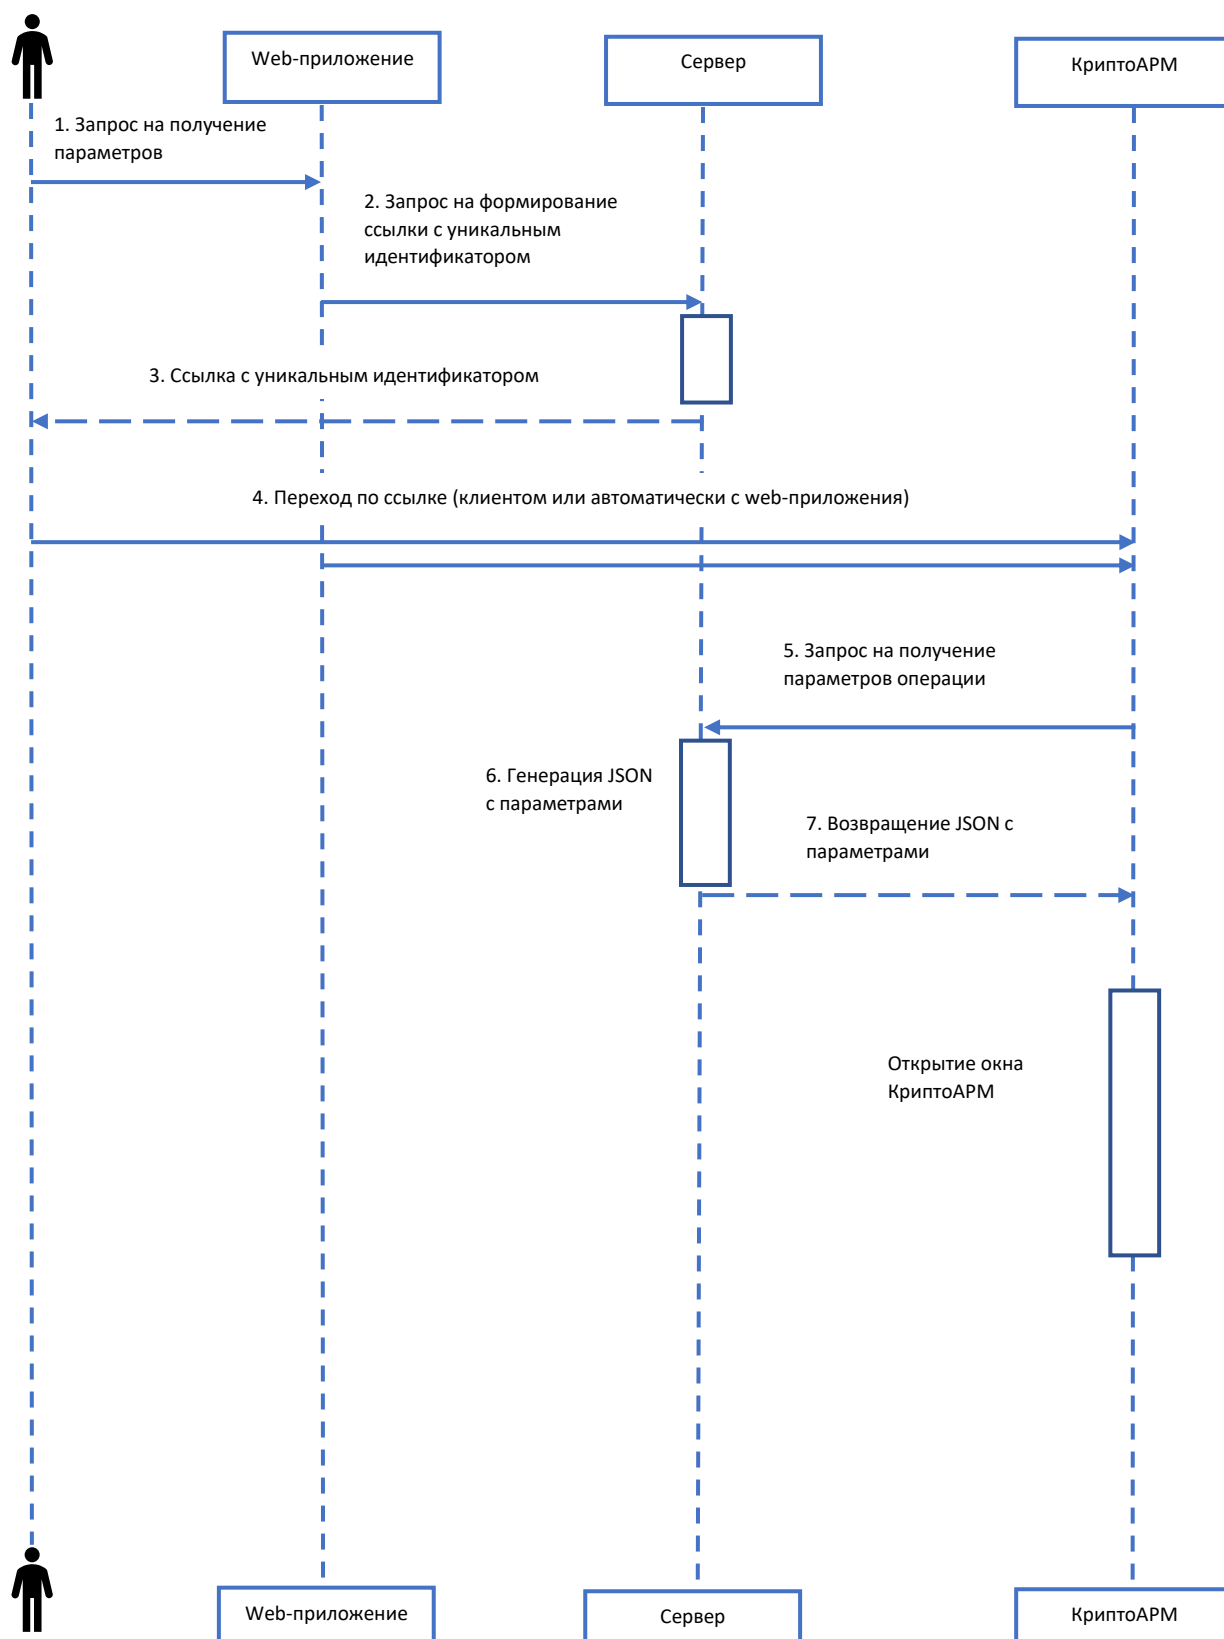 Web-приложение
Сервер
КриптоАРМ
1. Запрос на получение
параметров
2. Запрос на формирование
ссылки с уникальным
идентификатором
3. Ссылка с уникальным идентификатором
4. Переход по ссылке (клиентом или автоматически с web-приложения)
5. Запрос на получение
параметров операции
6. Генерация JSON
с параметрами
7. Возвращение JSON с
параметрами
Открытие окна
КриптоАРМ
Web-приложение
Сервер
КриптоАРМ